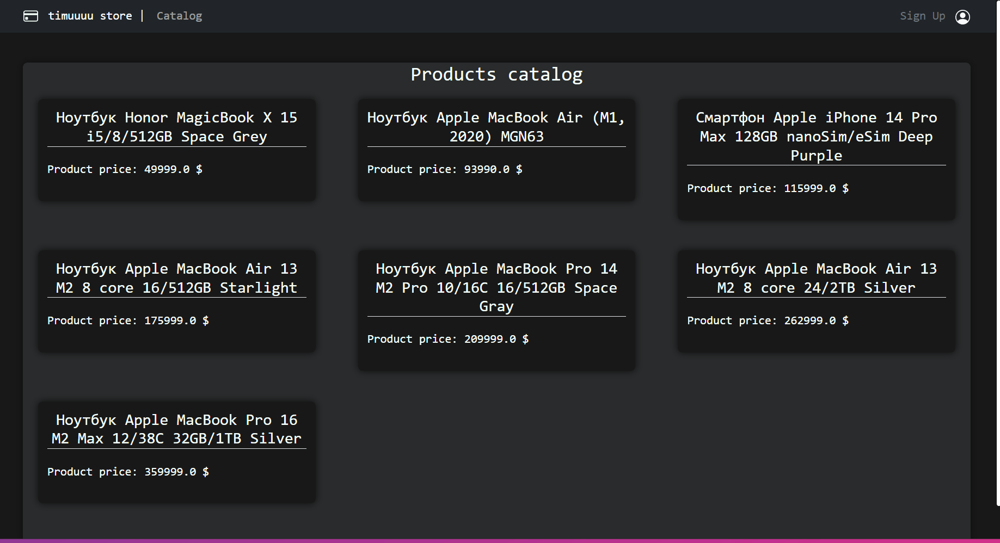 timuuuu store | Catalog
Sign Up
Products catalog
Ноутбук Honor MagicBook X 15
i5/8/512GB Space Grey
Product price: 49999.0 $
Ноутбук Apple MacBook Air (M1,
2020) MGN63
Product price: 93990.0 $
Смартфон Apple iPhone 14 Pro
Max 128GB nanoSim/eSim Deep
Purple
Product price: 115999.0 $
Ноутбук Apple MacBook Air 13
M2 8 core 16/512GB Starlight
Product price: 175999.0 $
Ноутбук Apple MacBook Pro 14
M2 Pro 10/16C 16/512GB Space
Gray
Product price: 209999.0 $
Ноутбук Apple MacBook Air 13
M2 8 core 24/2TB Silver
Product price: 262999.0 $
Ноутбук Apple MacBook Pro 16
M2 Max 12/38C 32GB/1TB Silver
Product price: 359999.0 $